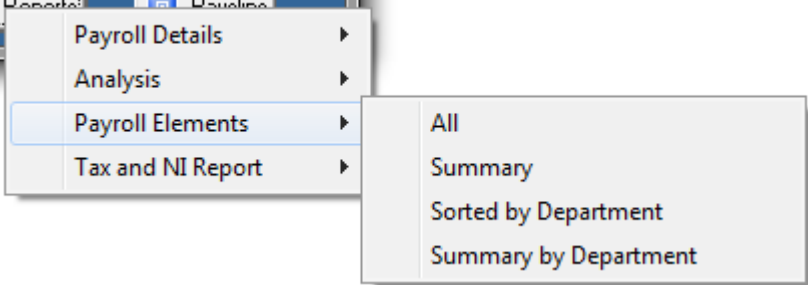 Payroll Details
Analysis
Payroll Elements
Tax and NI Report
All
Summary
Sorted by Department
Summary by Department